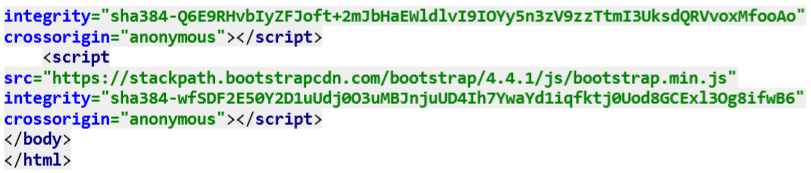 integrity="sha384-Q6E9RHvbIyZFJoft+2mJbHaEWldlvI9IOYy5n3zV9zzTtmI3UksdQRVvoxMfooAo"
crossorigin="anonymous"></script>
<script
src="https://stackpath.bootstrapcdn.com/bootstrap/4.4.1/js/bootstrap.min.js"
integrity="sha384-wfSDF2E50Y2D1uUdj0O3uMBJnjuUD4Ih7YwaYd1iqfktj0Uod8GCExl3Og8ifwB6"
crossorigin="anonymous"></script>
</body>
</html>